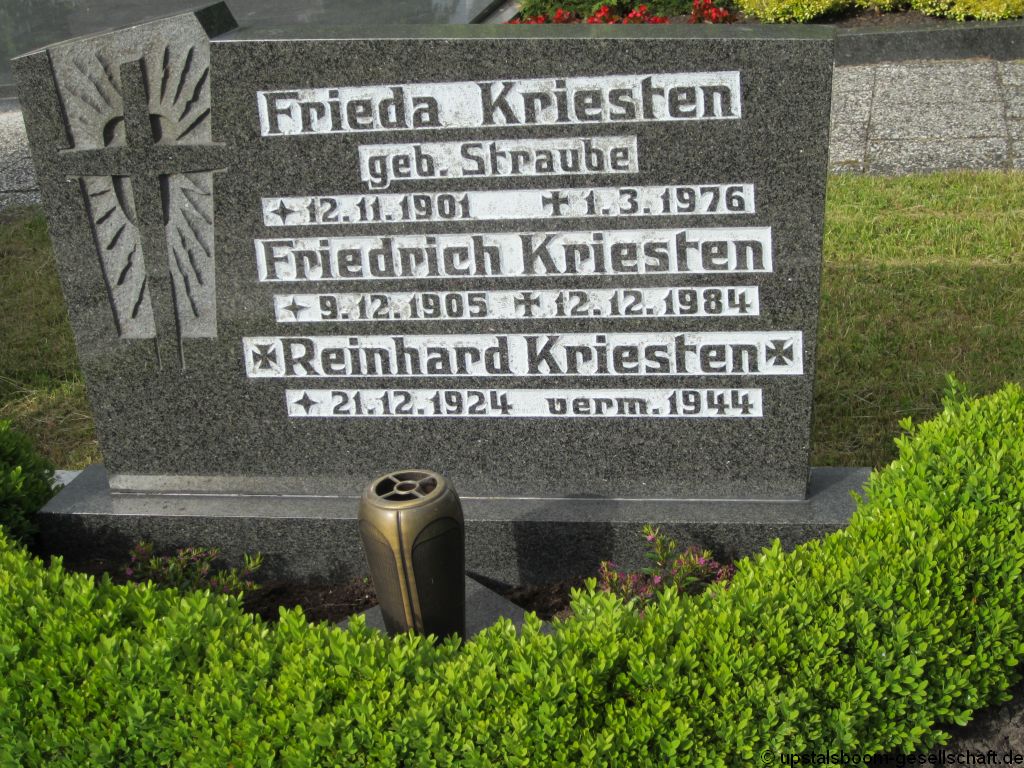 Frieda Kriesten
geb. Straube
✦ 12.11.1901 ✝ 1.3.1976
Friedrich Kriesten
✦ 9.12.1905 ✝ 12.12.1984
✠ Reinhard Kriesten ✠
✦ 21.12.1924 verm. 1944
© upstalsboom-gesellschaft.de